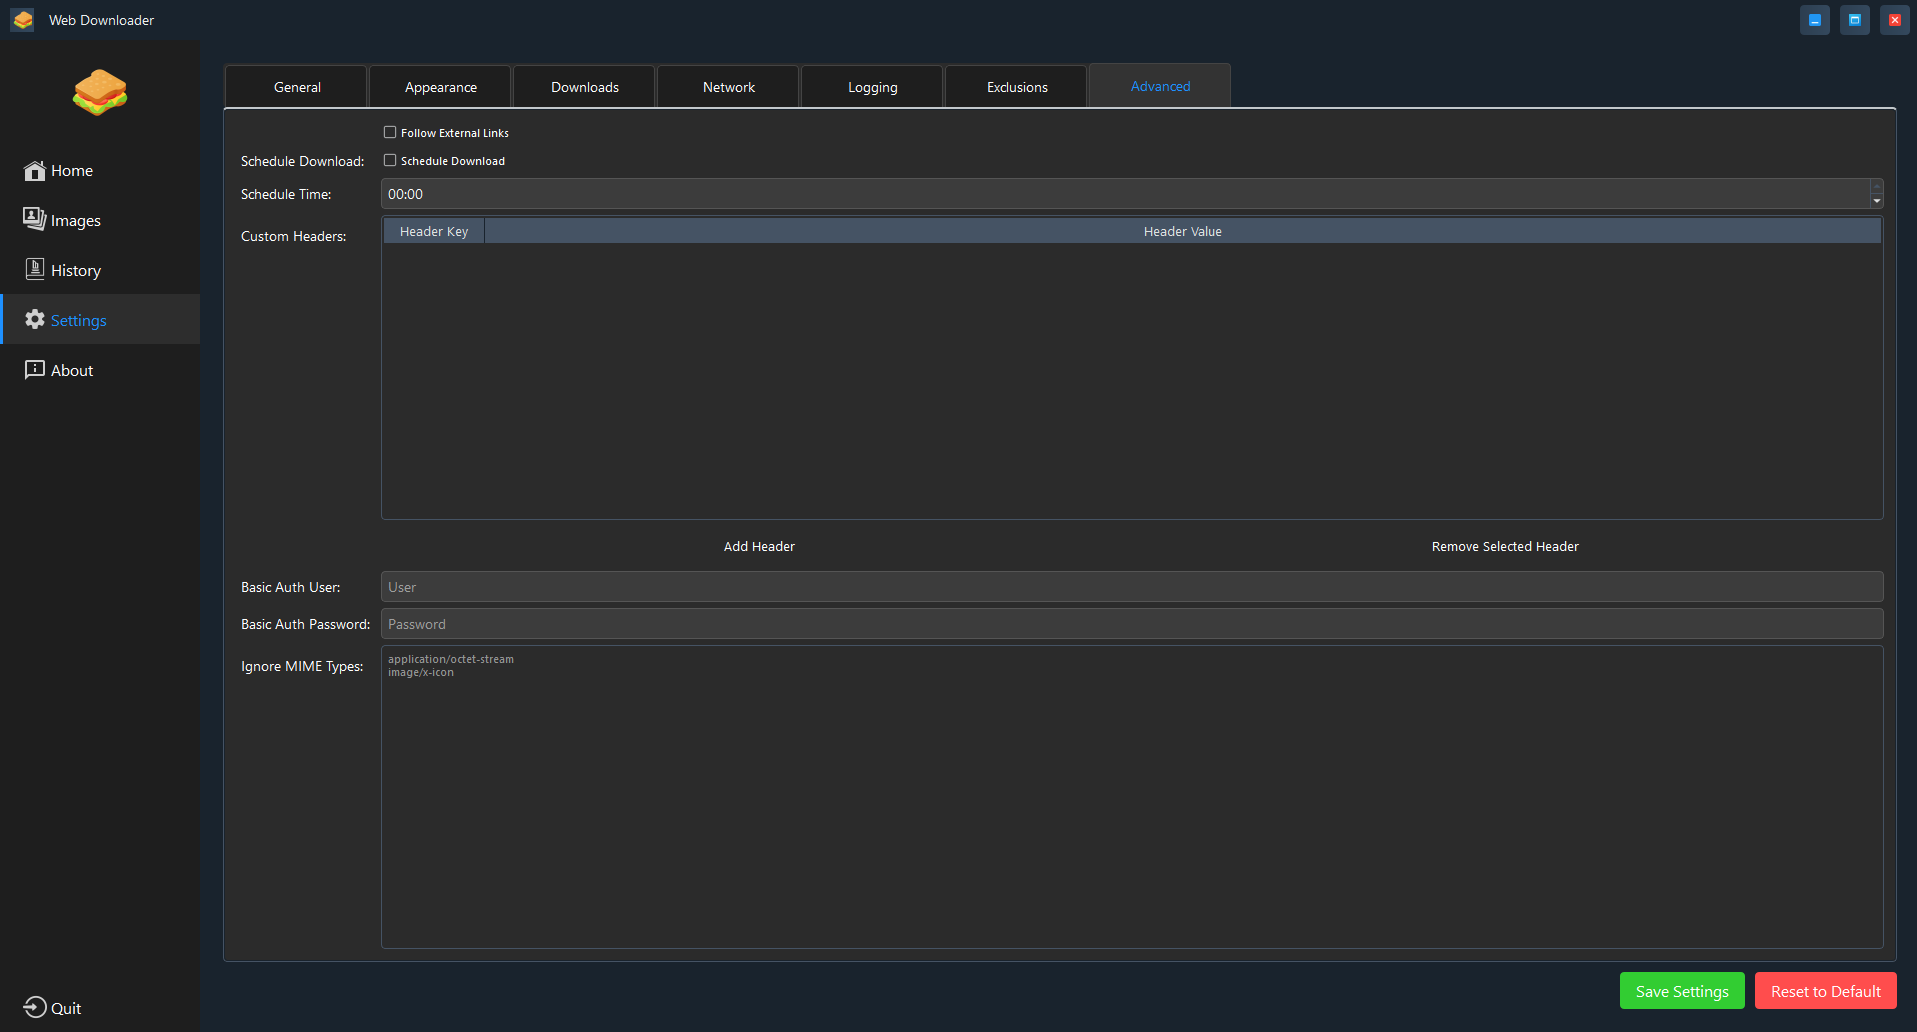 Web Downloader
Home
Images
History
Settings
About
Quit
General Appearance Downloads Network Logging Exclusions Advanced
Follow External Links
Schedule Download: Schedule Download
Schedule Time: 00:00
Custom Headers: Header Key Header Value
Add Header Remove Selected Header
Basic Auth User: User
Basic Auth Password: Password
Ignore MIME Types: application/octet-stream
image/x-icon
Save Settings Reset to Default